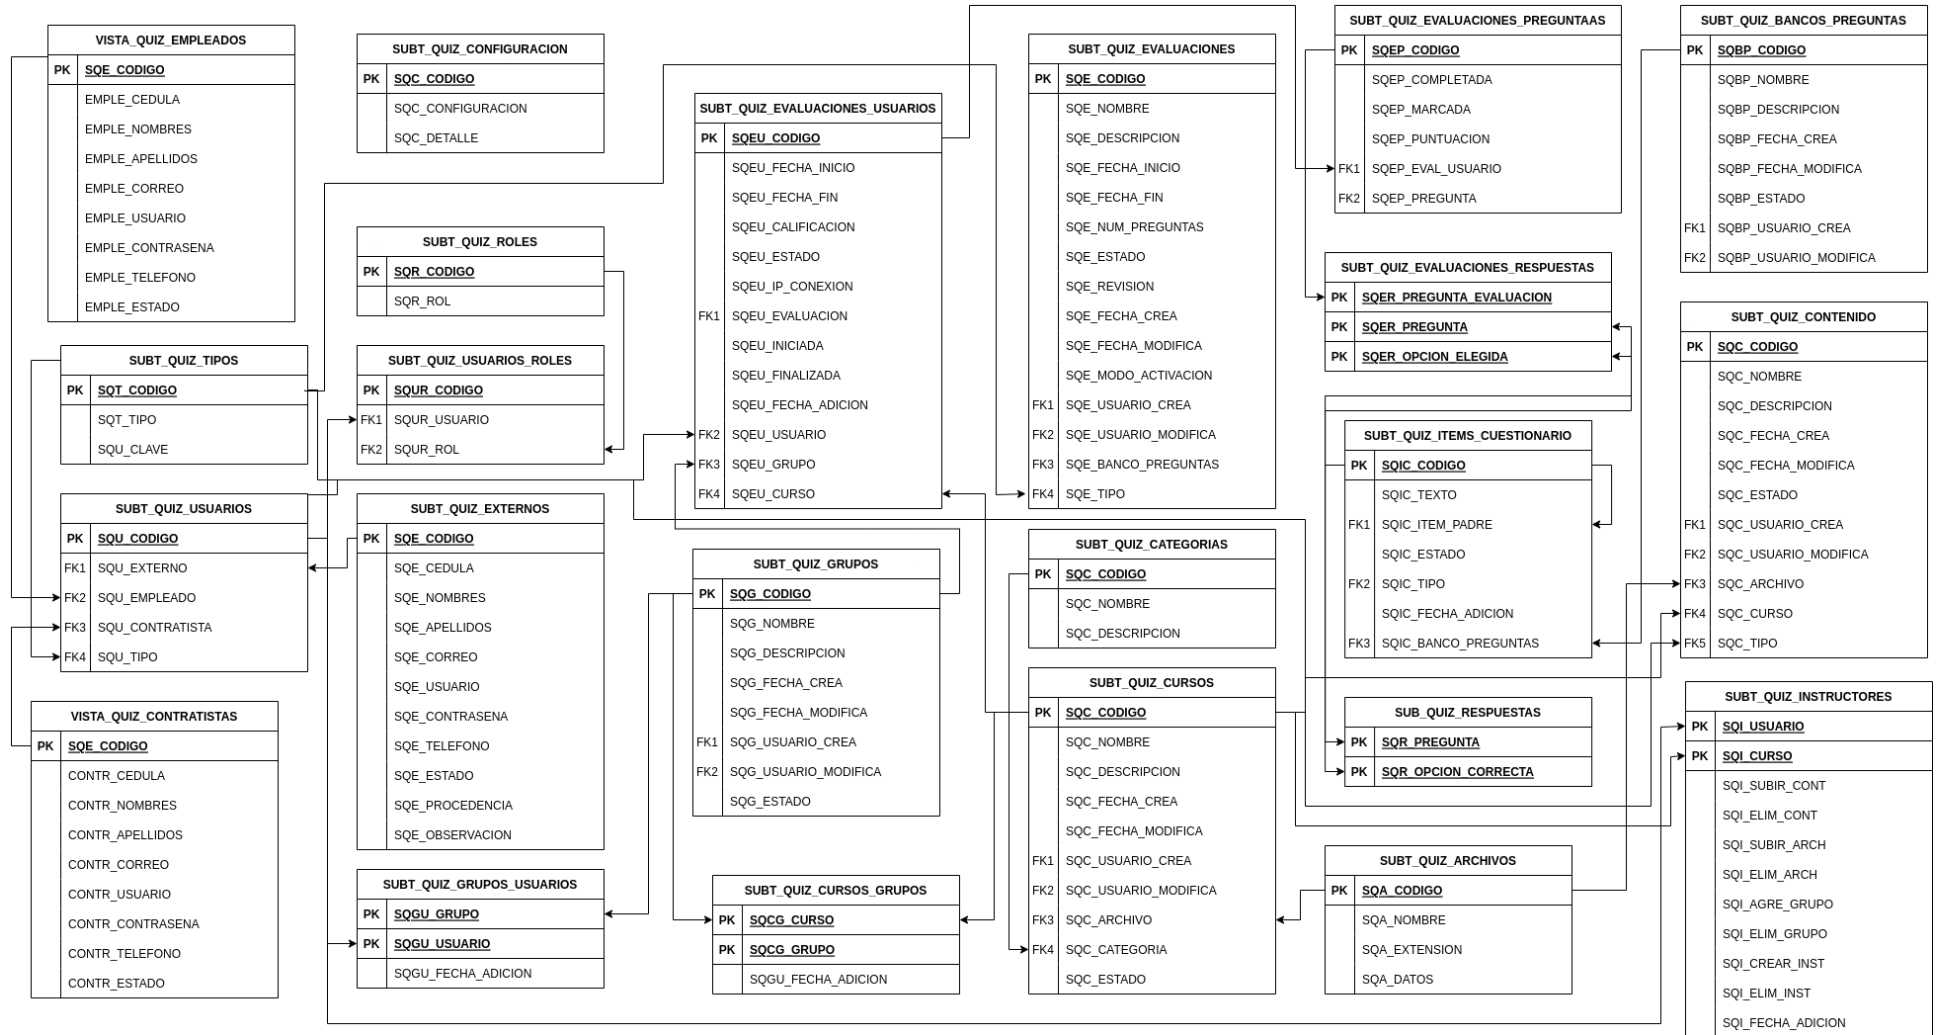 VISTA_QUIZ_EMPLEADOS
PK SQE_CODIGO
EMPLE_CEDULA
EMPLE_NOMBRES
EMPLE_APELLIDOS
EMPLE_CORREO
EMPLE_USUARIO
EMPLE_CONTRASENA
EMPLE_TELEFONO
EMPLE_ESTADO
SUBT_QUIZ_TIPOS
PK SQT_CODIGO
SQT_TIPO
SQU_CLAVE
SUBT_QUIZ_USUARIOS
PK SQU_CODIGO
FK1 SQU_EXTERNO
FK2 SQU_EMPLEADO
FK3 SQU_CONTRATISTA
FK4 SQU_TIPO
VISTA_QUIZ_CONTRATISTAS
PK SQE_CODIGO
CONTR_CEDULA
CONTR_NOMBRES
CONTR_APELLIDOS
CONTR_CORREO
CONTR_USUARIO
CONTR_CONTRASENA
CONTR_TELEFONO
CONTR_ESTADO
SUBT_QUIZ_CONFIGURACION
PK SQC_CODIGO
SQC_CONFIGURACION
SQC_DETALLE
SUBT_QUIZ_ROLES
PK SQR_CODIGO
SQR_ROL
SUBT_QUIZ_USUARIOS_ROLES
PK SQUR_CODIGO
FK1 SQUR_USUARIO
FK2 SQUR_ROL
SUBT_QUIZ_EXTERNOS
PK SQE_CODIGO
SQE_CEDULA
SQE_NOMBRES
SQE_APELLIDOS
SQE_CORREO
SQE_USUARIO
SQE_CONTRASENA
SQE_TELEFONO
SQE_ESTADO
SQE_PROCEDENCIA
SQE_OBSERVACION
SUBT_QUIZ_GRUPOS_USUARIOS
PK SQGU_GRUPO
PK SQGU_USUARIO
SQGU_FECHA_ADICION
SUBT_QUIZ_EVALUACIONES_USUARIOS
PK SQEU_CODIGO
SQEU_FECHA_INICIO
SQEU_FECHA_FIN
SQEU_CALIFICACION
SQEU_ESTADO
SQEU_IP_CONEXION
FK1 SQEU_EVALUACION
SQEU_INICIADA
SQEU_FINALIZADA
SQEU_FECHA_ADICION
FK2 SQEU_USUARIO
FK3 SQEU_GRUPO
FK4 SQEU_CURSO
SUBT_QUIZ_GRUPOS
PK SQG_CODIGO
SQG_NOMBRE
SQG_DESCRIPCION
SQG_FECHA_CREA
SQG_FECHA_MODIFICA
FK1 SQG_USUARIO_CREA
FK2 SQG_USUARIO_MODIFICA
SQG_ESTADO
SUBT_QUIZ_CURSOS_GRUPOS
PK SQCG_CURSO
PK SQCG_GRUPO
SQGU_FECHA_ADICION
SUBT_QUIZ_EVALUACIONES
PK SQE_CODIGO
SQE_NOMBRE
SQE_DESCRIPCION
SQE_FECHA_INICIO
SQE_FECHA_FIN
SQE_NUM_PREGUNTAS
SQE_ESTADO
SQE_REVISION
SQE_FECHA_CREA
SQE_FECHA_MODIFICA
SQE_MODO_ACTIVACION
FK1 SQE_USUARIO_CREA
FK2 SQE_USUARIO_MODIFICA
FK3 SQE_BANCO_PREGUNTAS
FK4 SQE_TIPO
SUBT_QUIZ_CATEGORIAS
PK SQC_CODIGO
SQC_NOMBRE
SQC_DESCRIPCION
SUBT_QUIZ_CURSOS
PK SQC_CODIGO
SQC_NOMBRE
SQC_DESCRIPCION
SQC_FECHA_CREA
SQC_FECHA_MODIFICA
FK1 SQC_USUARIO_CREA
FK2 SQC_USUARIO_MODIFICA
FK3 SQC_ARCHIVO
FK4 SQC_CATEGORIA
SQC_ESTADO
SUBT_QUIZ_EVALUACIONES_PREGUNTAAS
PK SQEP_CODIGO
SQEP_COMPLETADA
SQEP_MARCADA
SQEP_PUNTUACION
FK1 SQEP_EVAL_USUARIO
FK2 SQEP_PREGUNTA
SUBT_QUIZ_EVALUACIONES_RESPUESTAS
PK SQER_PREGUNTA_EVALUACION
PK SQER_PREGUNTA
PK SQER_OPCION_ELEGIDA
SUBT_QUIZ_ITEMS_CUESTIONARIO
PK SQIC_CODIGO
SQIC_TEXTO
FK1 SQIC_ITEM_PADRE
SQIC_ESTADO
FK2 SQIC_TIPO
SQIC_FECHA_ADICION
FK3 SQIC_BANCO_PREGUNTAS
SUB_QUIZ_RESPUESTAS
PK SQR_PREGUNTA
PK SQR_OPCION_CORRECTA
SUBT_QUIZ_ARCHIVOS
PK SQA_CODIGO
SQA_NOMBRE
SQA_EXTENSION
SQA_DATOS
SUBT_QUIZ_BANCOS_PREGUNTAS
PK SQBP_CODIGO
SQBP_NOMBRE
SQBP_DESCRIPCION
SQBP_FECHA_CREA
SQBP_FECHA_MODIFICA
SQBP_ESTADO
FK1 SQBP_USUARIO_CREA
FK2 SQBP_USUARIO_MODIFICA
SUBT_QUIZ_CONTENIDO
PK SQC_CODIGO
SQC_NOMBRE
SQC_DESCRIPCION
SQC_FECHA_CREA
SQC_FECHA_MODIFICA
SQC_ESTADO
FK1 SQC_USUARIO_CREA
FK2 SQC_USUARIO_MODIFICA
FK3 SQC_ARCHIVO
FK4 SQC_CURSO
FK5 SQC_TIPO
SUBT_QUIZ_INSTRUCTORES
PK SQI_USUARIO
PK SQI_CURSO
SQI_SUBIR_CONT
SQI_ELIM_CONT
SQI_SUBIR_ARCH
SQI_ELIM_ARCH
SQI_AGRE_GRUPO
SQI_ELIM_GRUPO
SQI_CREAR_INST
SQI_ELIM_INST
SQI_FECHA_ADICION